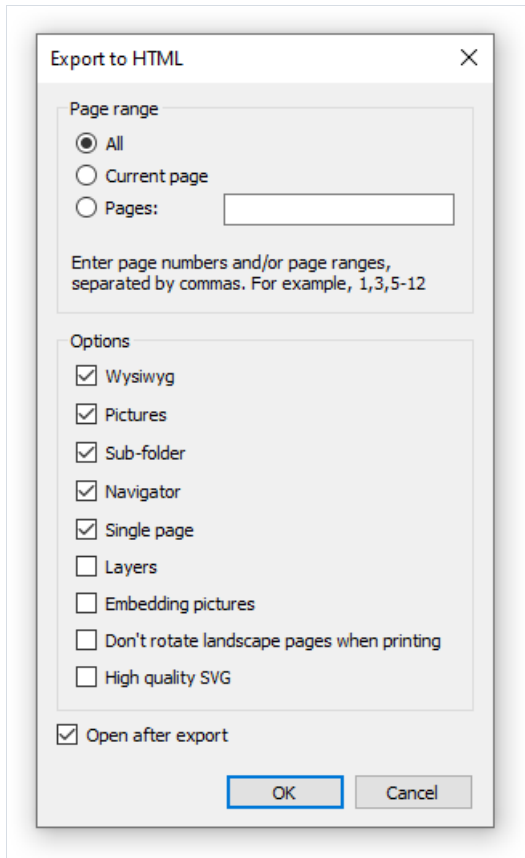 Export to HTML
Page range
All
Current page
Pages:
Enter page numbers and/or page ranges,
separated by commas. For example, 1,3,5-12
Options
Wysiwyg
Pictures
Sub-folder
Navigator
Single page
Layers
Embedding pictures
Don't rotate landscape pages when printing
High quality SVG
Open after export
OK Cancel